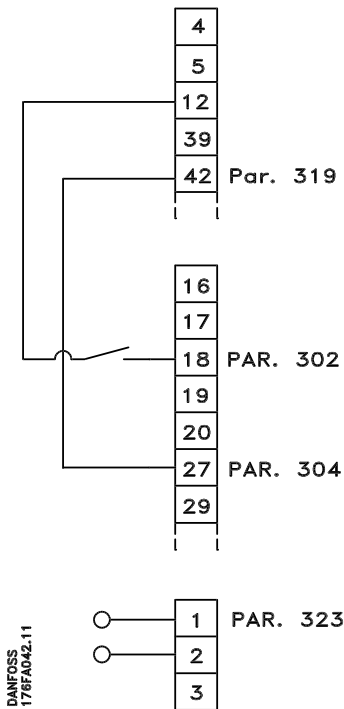 4
5
12
39
42 Par. 319
16
17
18 PAR. 302
19
20
27 PAR. 304
29
1 PAR. 323
2
3
DANFOSS
176FA042.11